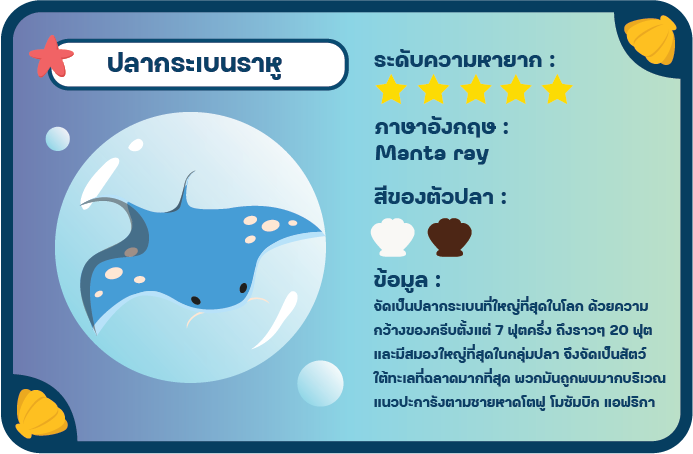 ปลากระเบนราหู
ระดับความหายาก :
ภาษาอังกฤษ :
Manta ray
สีของตัวปลา :
ข้อมูล :
จัดเป็นปลากระเบนที่ใหญ่ที่สุดในโลก ด้วยความ
กว้างของครีบตั้งแต่ 7 ฟุตครึ่ง ถึงราวๆ 20 ฟุต
และมีสมองใหญ่ที่สุดในกลุ่มปลา จึงจัดเป็นสัตว์
ใต้ทะเลที่ฉลาดมากที่สุด พวกมันถูกพบมากบริเวณ
แนวปะการังตามชายหาดโตฟู โมซัมบิก แอฟริกา